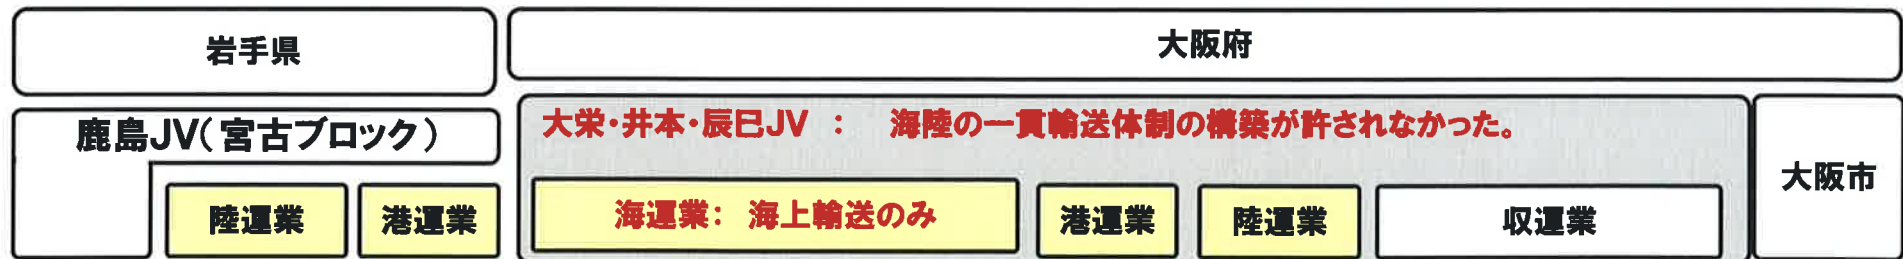 岩手県
大阪府
鹿島JV(宮古ブロック)
大栄・井本・辰巳JV : 海陸の一貫輸送体制の構築が許されなかった。
大阪市
陸運業
港運業
海運業: 海上輸送のみ
港運業
陸運業
収運業